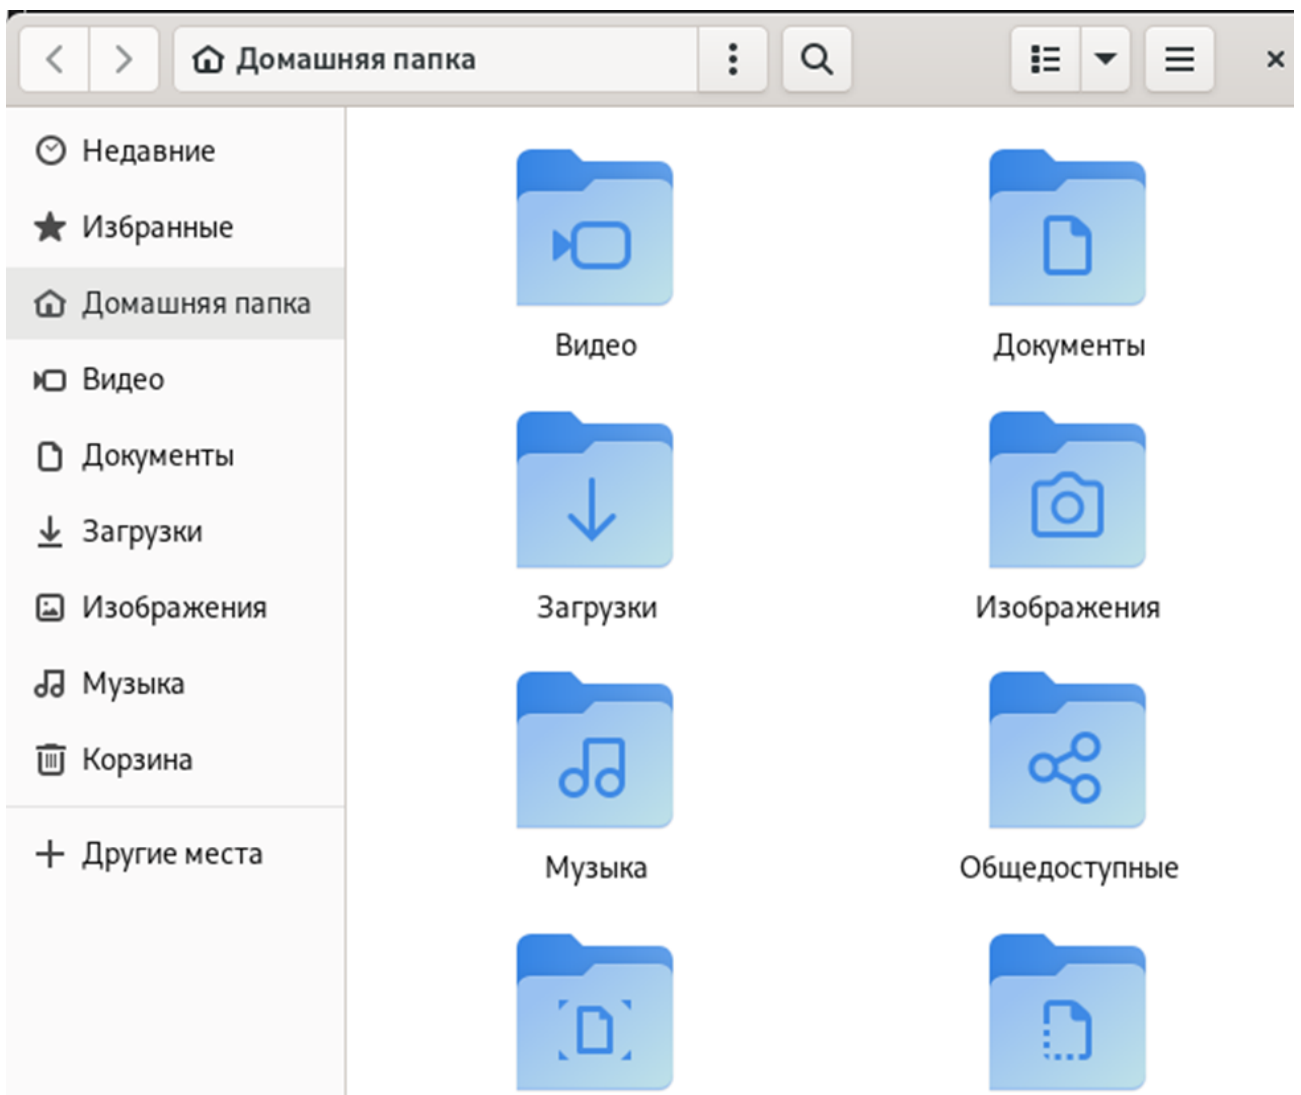 Домашняя папка
Недавние
Избранные
Домашняя папка
Видео
Документы
Загрузки
Изображения
Музыка
Корзина
Другие места
Видео
Документы
Загрузки
Изображения
Музыка
Общедоступные